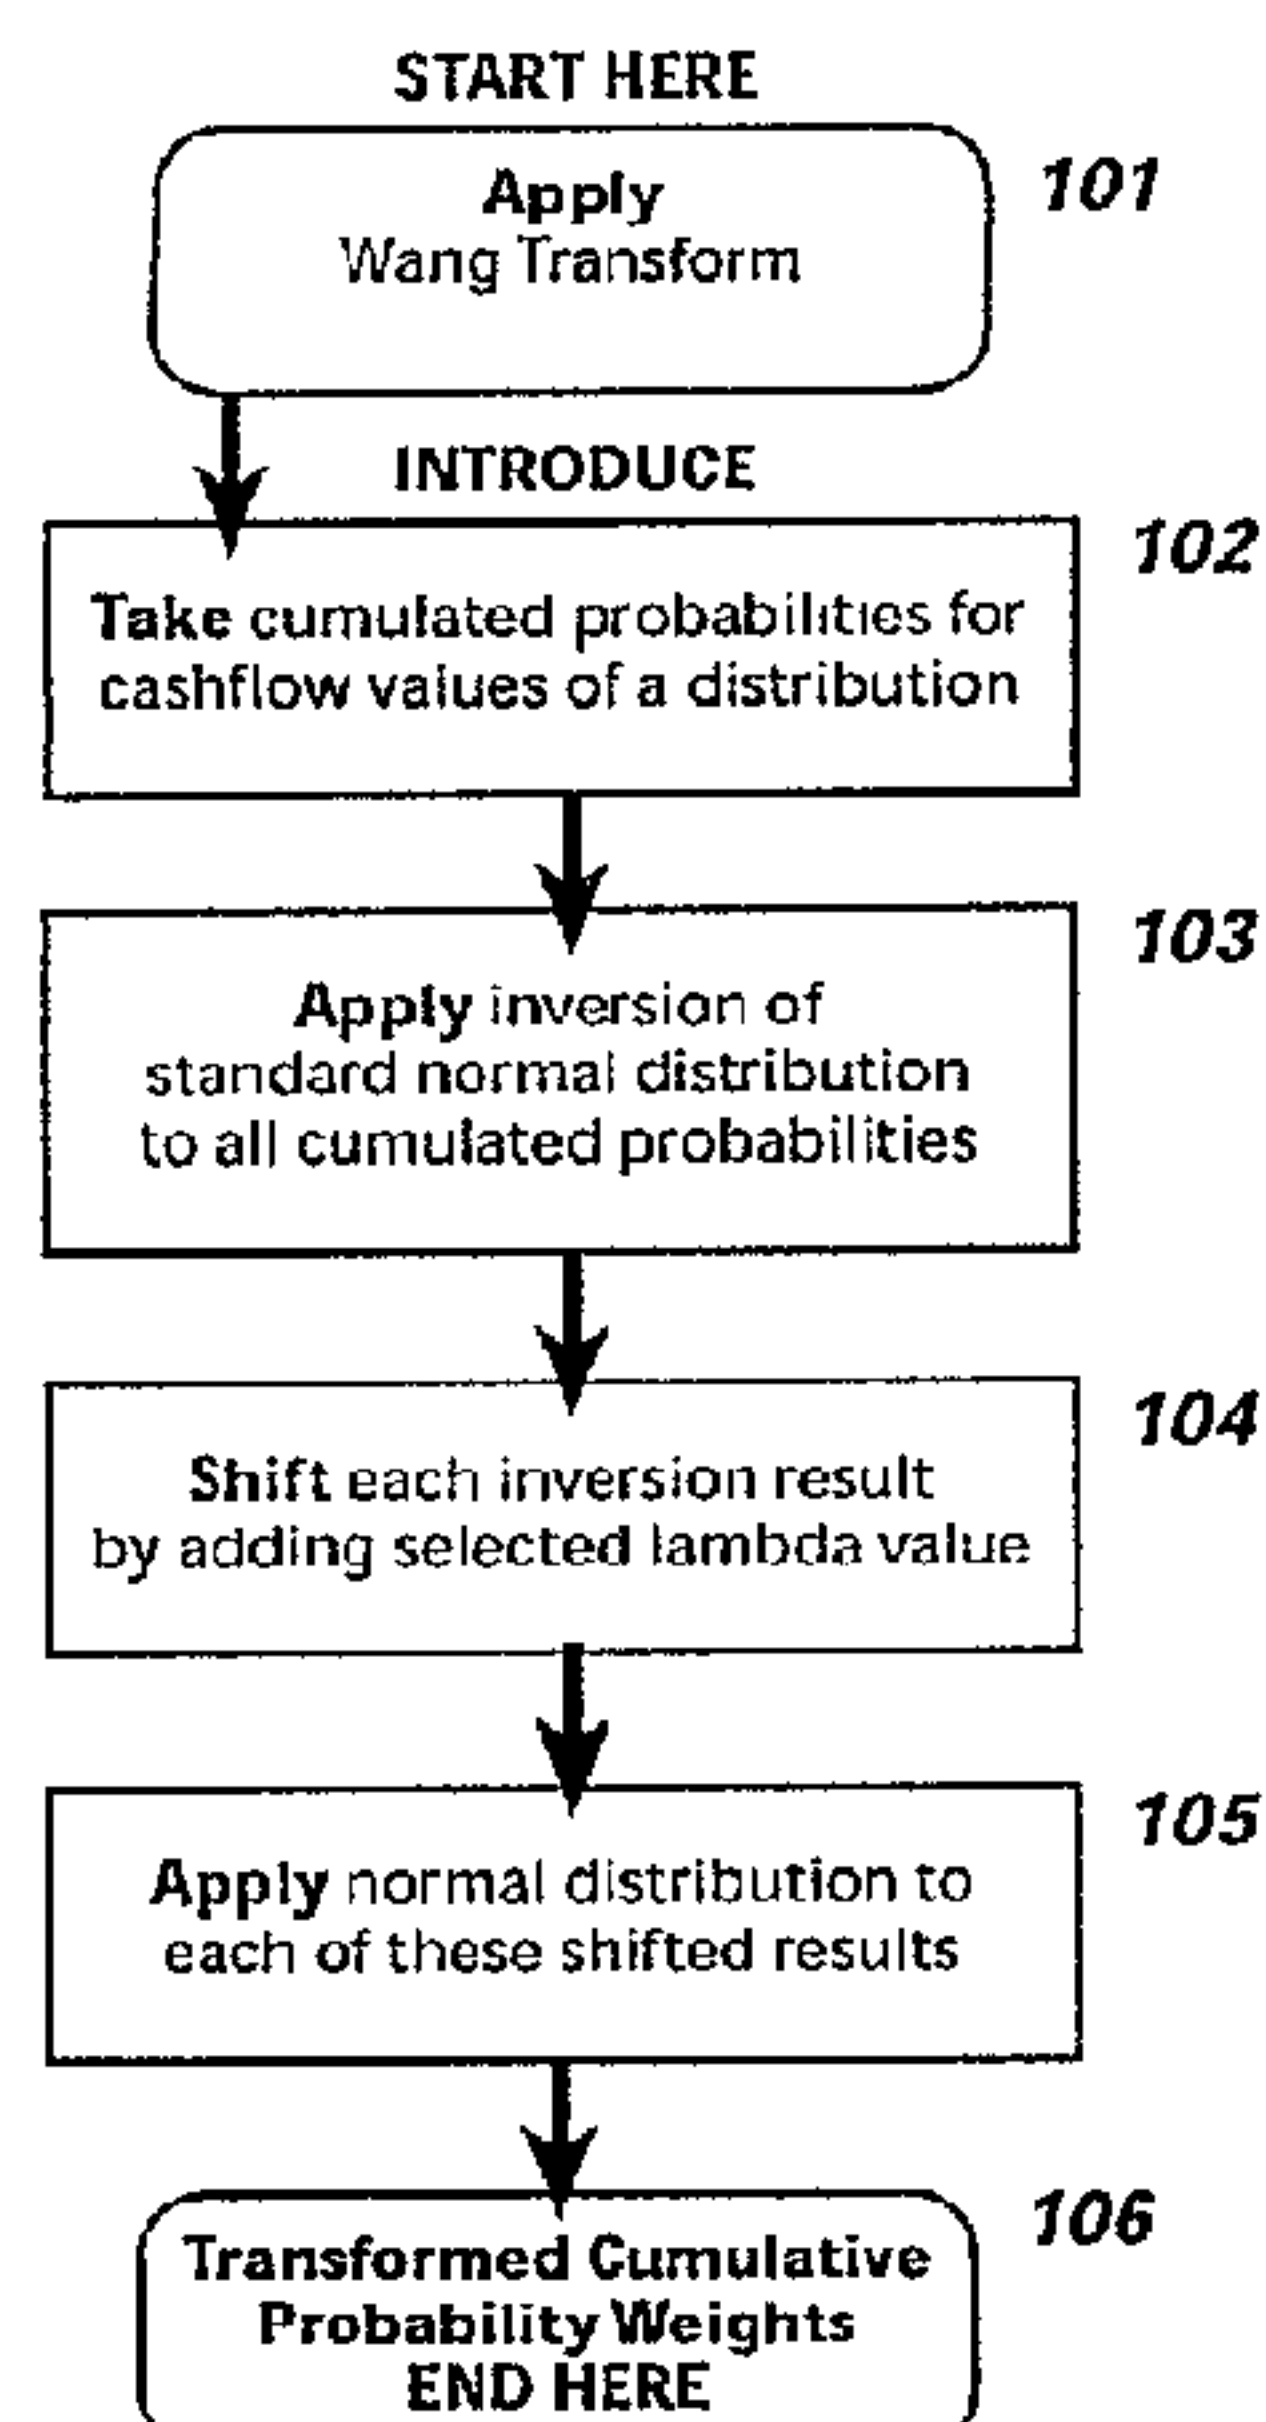 START HERE
Apply
Wang Transform
101
INTRODUCE
102
Take cumulated probabilities for
cashflow values of a distribution
103
Apply inversion of
standard normal distribution
to all cumulated probabilities
104
Shift each inversion result
by adding selected lambda value
105
Apply normal distribution to
each of these shifted results
106
Transformed Cumulative
Probability Weights
END HERE